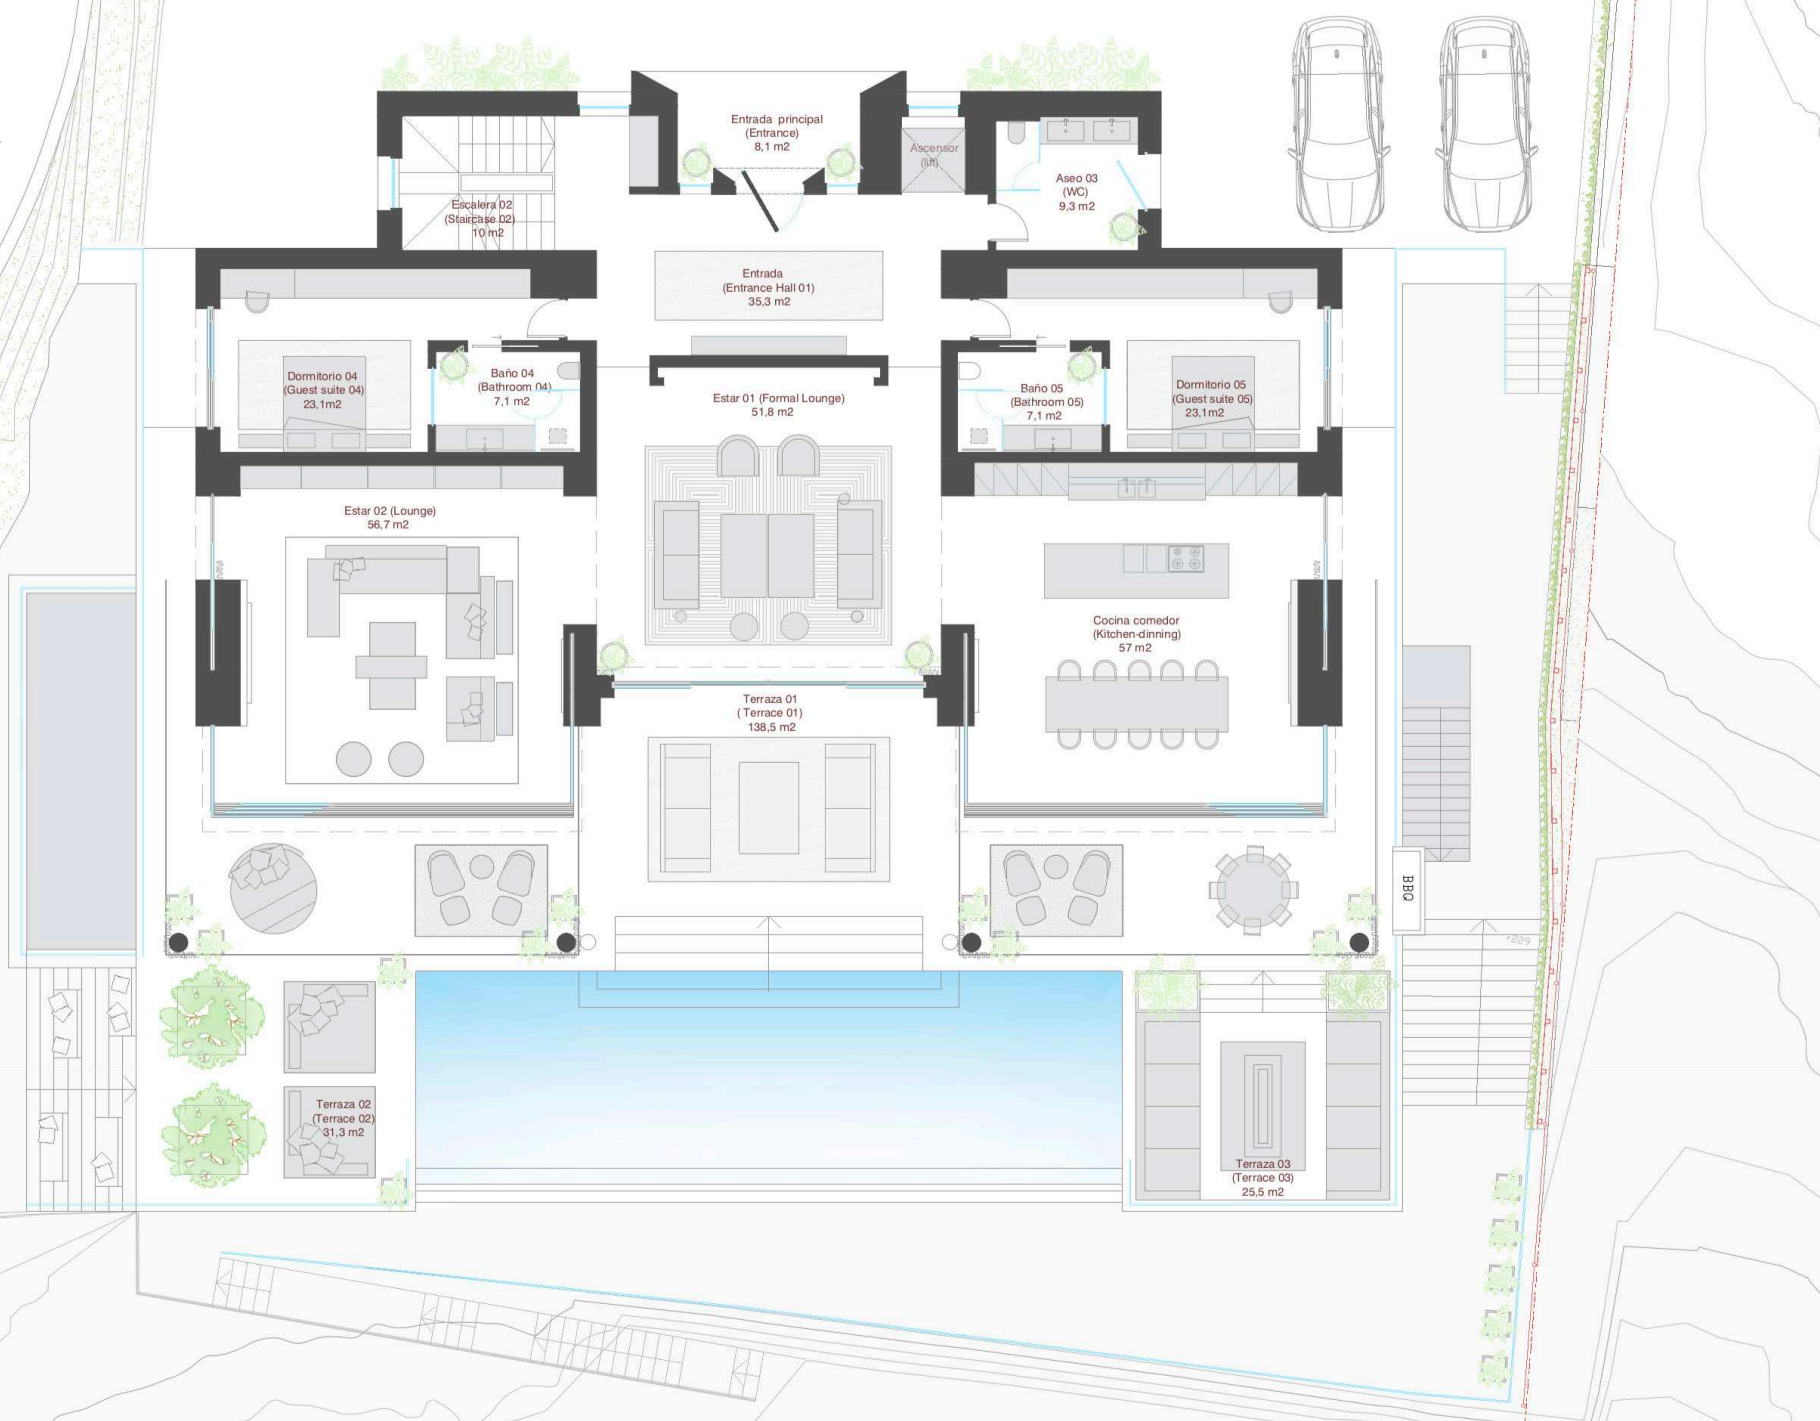 Entrada principal
(Entrance)
8,1 m2
Ascensor
(lift)
Aseo 03
(WC)
9,3 m2
Escalera 02
(Staircase 02)
10 m2
Entrada
(Entrance Hall 01)
35,3 m2
Dormitorio 04
(Guest suite 04)
23,1m2
Baño 04
(Bathroom 04)
7,1 m2
Estar 01 (Formal Lounge)
51,8 m2
Baño 05
(Bathroom 05)
7,1 m2
Dormitorio 05
(Guest suite 05)
23,1m2
Estar 02 (Lounge)
56,7 m2
Cocina comedor
(Kitchen-dinning)
57 m2
Terraza 01
( Terrace 01)
138,5 m2
BBQ
+229
Terraza 02
(Terrace 02)
31,3 m2
Terraza 03
(Terrace 03)
25,5 m2